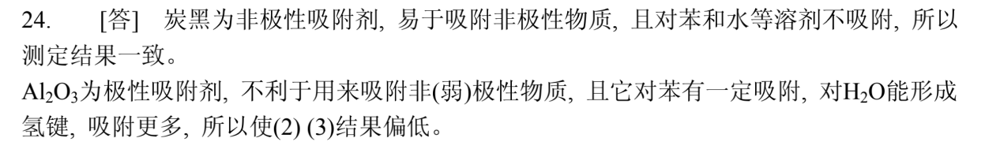 24. [答] 炭黑为非极性吸附剂, 易于吸附非极性物质, 且对苯和水等溶剂不吸附, 所以
测定结果一致。
Al₂O₃为极性吸附剂, 不利于用来吸附非(弱)极性物质, 且它对苯有一定吸附, 对H₂O能形成
氢键, 吸附更多, 所以使(2) (3)结果偏低。